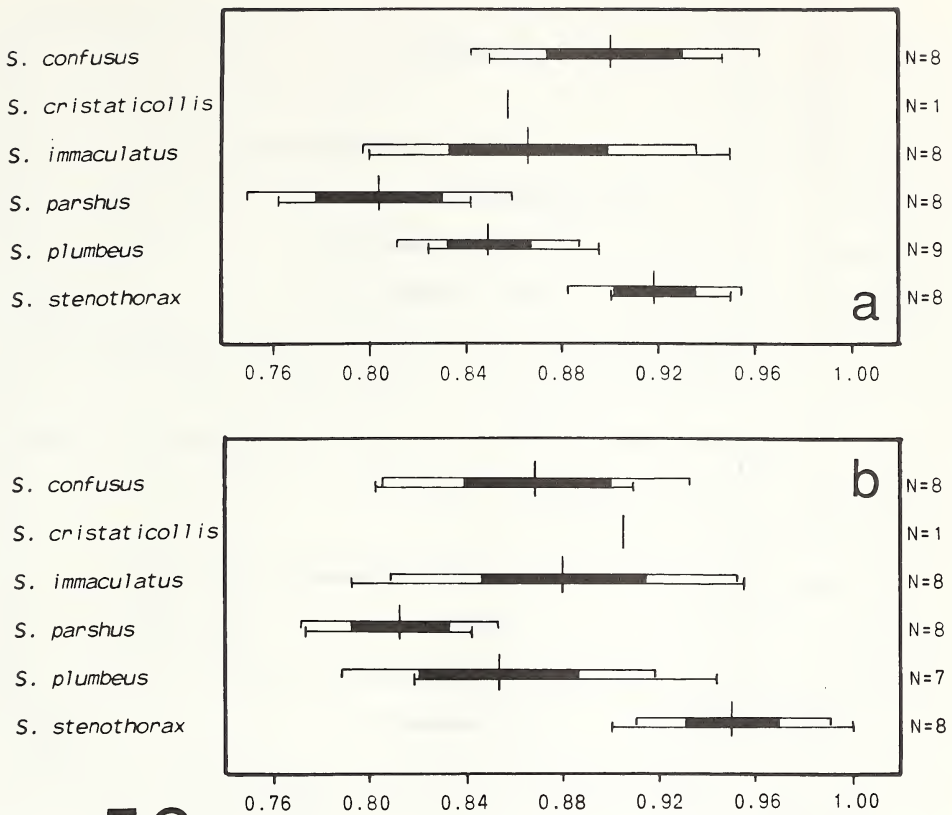 S. confusus N=8
S. cristaticollis N=1
S. immaculatus N=8
S. parshus N=8
S. plumbeus N=9
S. stenothorax N=8
a
0.76 0.80 0.84 0.88 0.92 0.96 1.00
S. confusus N=8
b
S. cristaticollis N=1
S. immaculatus N=8
S. parshus N=8
S. plumbeus N=7
S. stenothorax N=8
0.76 0.80 0.84 0.88 0.92 0.96 1.00